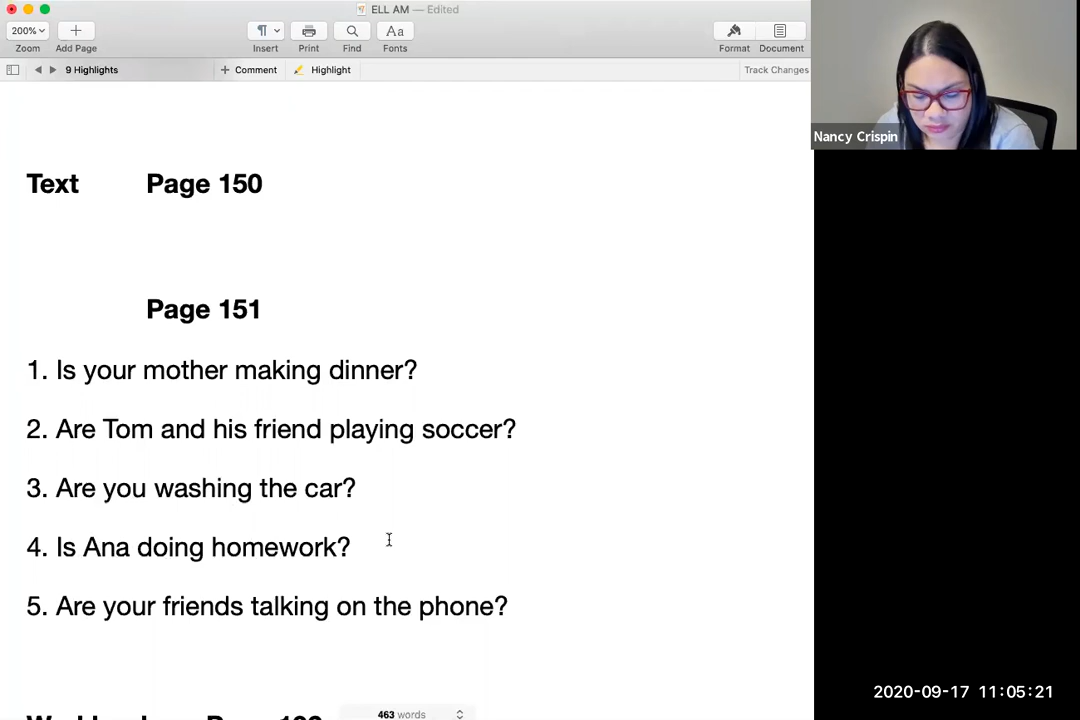 ELL AM — Edited
200%
Zoom
Add Page
Insert
Print
Find
Aa
Fonts
Format
Document
9 Highlights
Comment
Highlight
Track Changes
Nancy Crispin
Text Page 150
Page 151
1. Is your mother making dinner?
2. Are Tom and his friend playing soccer?
3. Are you washing the car?
4. Is Ana doing homework?
5. Are your friends talking on the phone?
463 words
2020-09-17 11:05:21